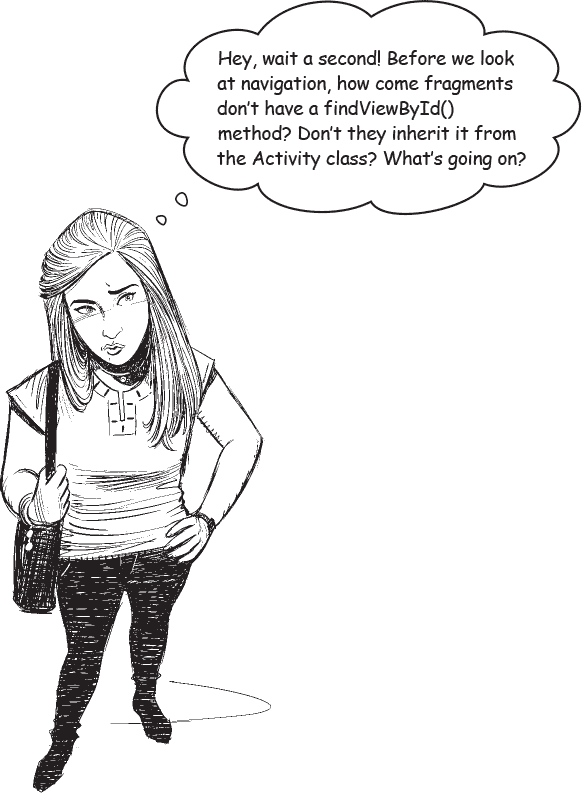 Hey, wait a second! Before we look
at navigation, how come fragments
don't have a findViewById()
method? Don't they inherit it from
the Activity class? What's going on?